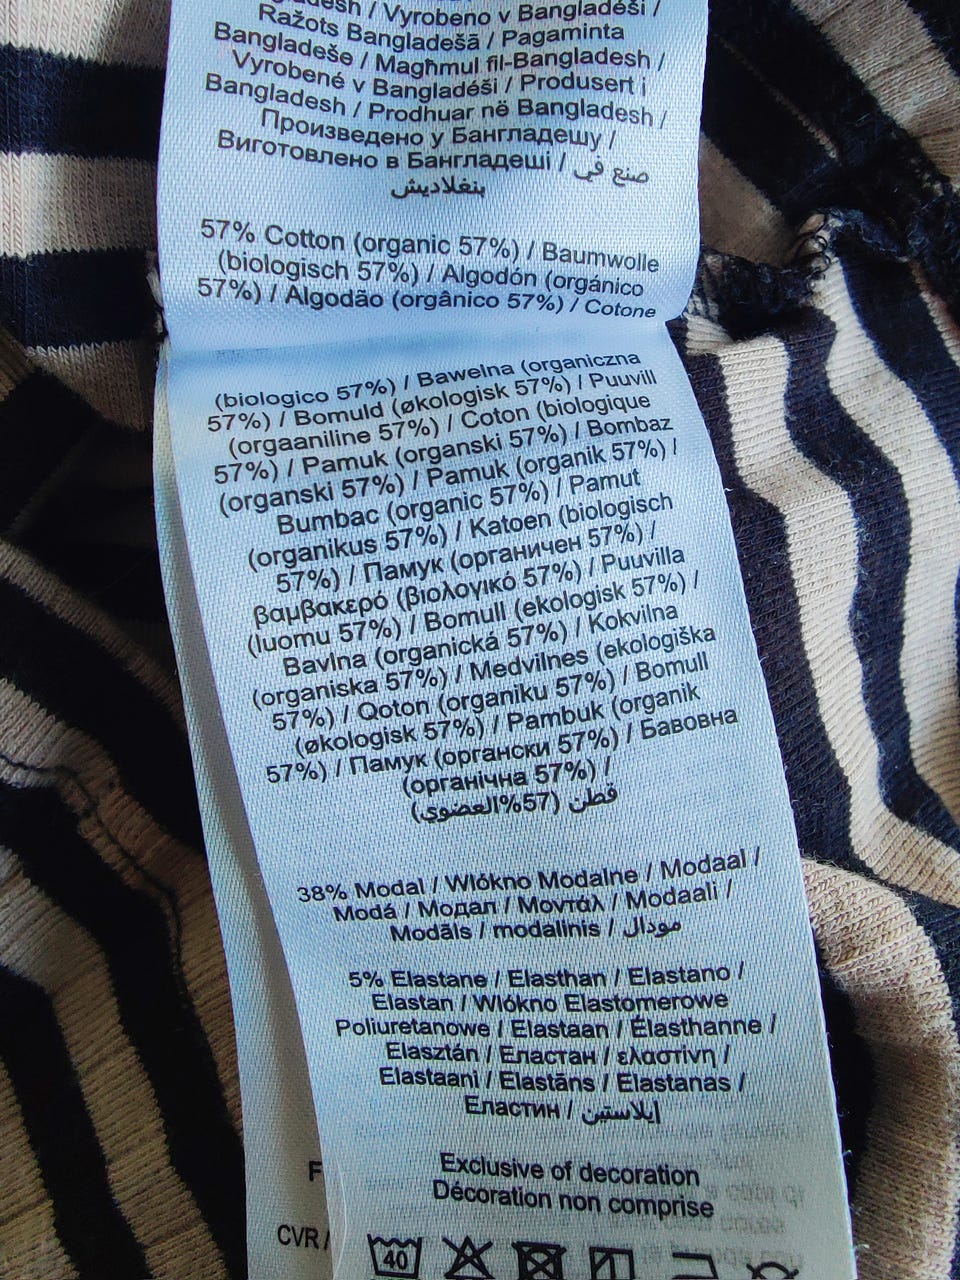 / Vyrobeno v Bangladéši /
Ražots Bangladešā / Pagaminta
Bangladeše / Magħmul fil-Bangladesh /
Vyrobené v Bangladéši / Produsert i
Bangladesh / Prodhuar në Bangladesh /
Произведено у Бангладешу /
Виготовлено в Бангладеші / صنع في
بنغلاديش
57% Cotton (organic 57%) / Baumwolle
(biologisch 57%) / Algodón (orgánico
57%) / Algodão (orgânico 57%) / Cotone
(biologico 57%) / Bawełna (organiczna
57%) / Bomuld (økologisk 57%) / Puuvill
(orgaaniline 57%) / Coton (biologique
57%) / Pamuk (organski 57%) / Bombaz
(organski 57%) / Pamuk (organik 57%) /
Bumbac (organic 57%) / Pamut
(organikus 57%) / Katoen (biologisch
57%) / Памук (органичен 57%) /
βαμβακερό (βιολογικό 57%) / Puuvilla
(luomu 57%) / Bomull (ekologisk 57%) /
Bavlna (organická 57%) / Kokvilna
(organiska 57%) / Medvilnės (ekologiška
57%) / Qoton (organiku 57%) / Bomull
(økologisk 57%) / Pambuk (organik
57%) / Памук (органски 57%) / Бавовна
(органічна 57%) /
قطن (57%العضوي)
38% Modal / Włókno Modalne / Modaal /
Modá / Модал / Μοντάλ / Modaali /
Modāls / modalinis / مودال
5% Elastane / Elasthan / Elastano /
Elastan / Włókno Elastomerowe
Poliuretanowe / Elastaan / Élasthanne /
Elasztán / Еластан / ελαστίνη /
Elastaani / Elastāns / Elastanas /
Еластин / إيلاستين
Exclusive of decoration
Décoration non comprise
F
CVR /
40